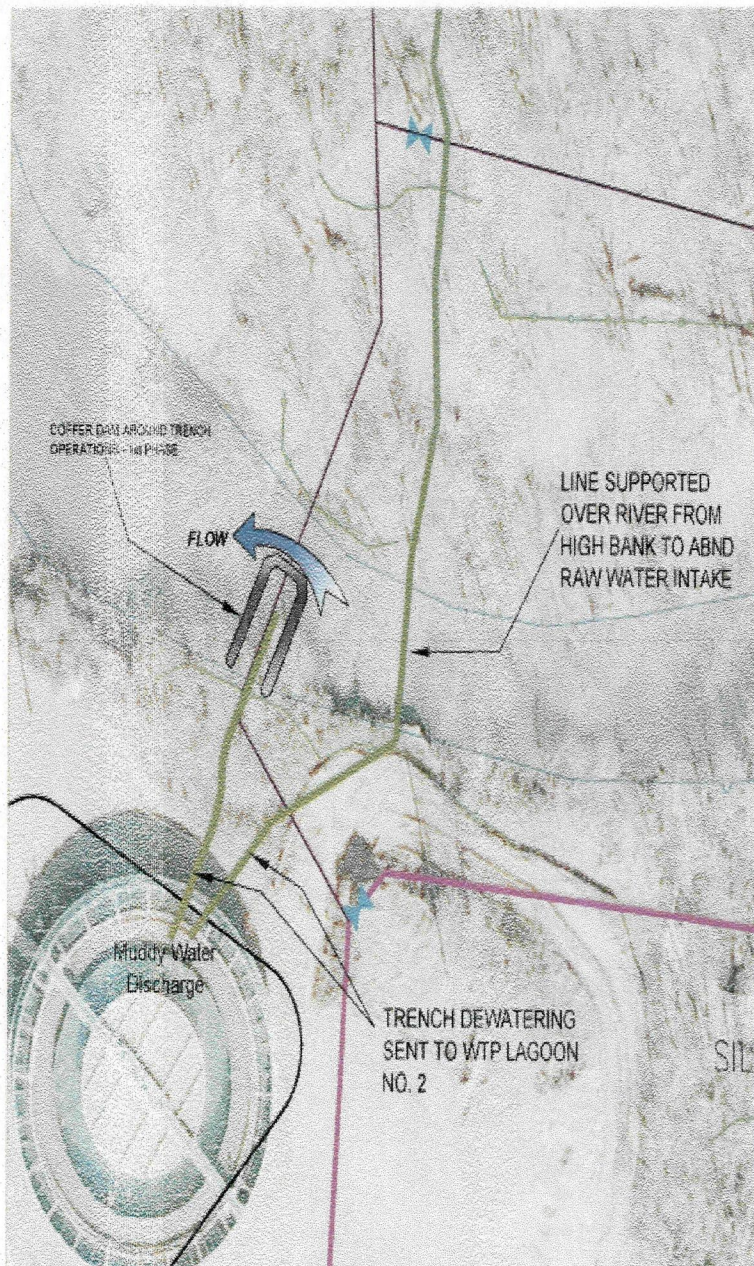 COFFER DAM AROUND TRENCH
OPERATIONS - 1st PHASE
FLOW
LINE SUPPORTED
OVER RIVER FROM
HIGH BANK TO ABND
RAW WATER INTAKE
Muddy Water
Discharge
TRENCH DEWATERING
SENT TO WTP LAGOON
NO. 2
SIL